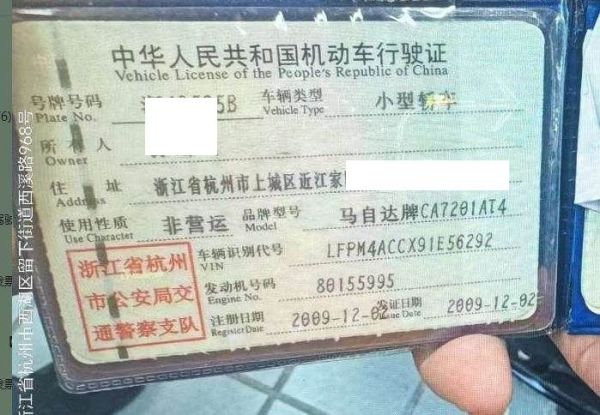 中华人民共和国机动车行驶证
Vehicle License of the People's Republic of China
号牌号码 B 车辆类型 小型轿车
Plate No. Vehicle Type
所有人
Owner
住址 浙江省杭州市上城区近江家
Address
使用性质 非营运 品牌型号 马自达牌CA7201AT4
Use Character
浙江省杭州
市公安局交
通警察支队
车辆识别代号 LFPM4ACCX91E56292
VIN
发动机号码 80155995
Engine No.
注册日期 2009-12-02 发证日期 2009-12-02
Register Date Issue Date
浙江省杭州市西湖区留下街道西溪路968号